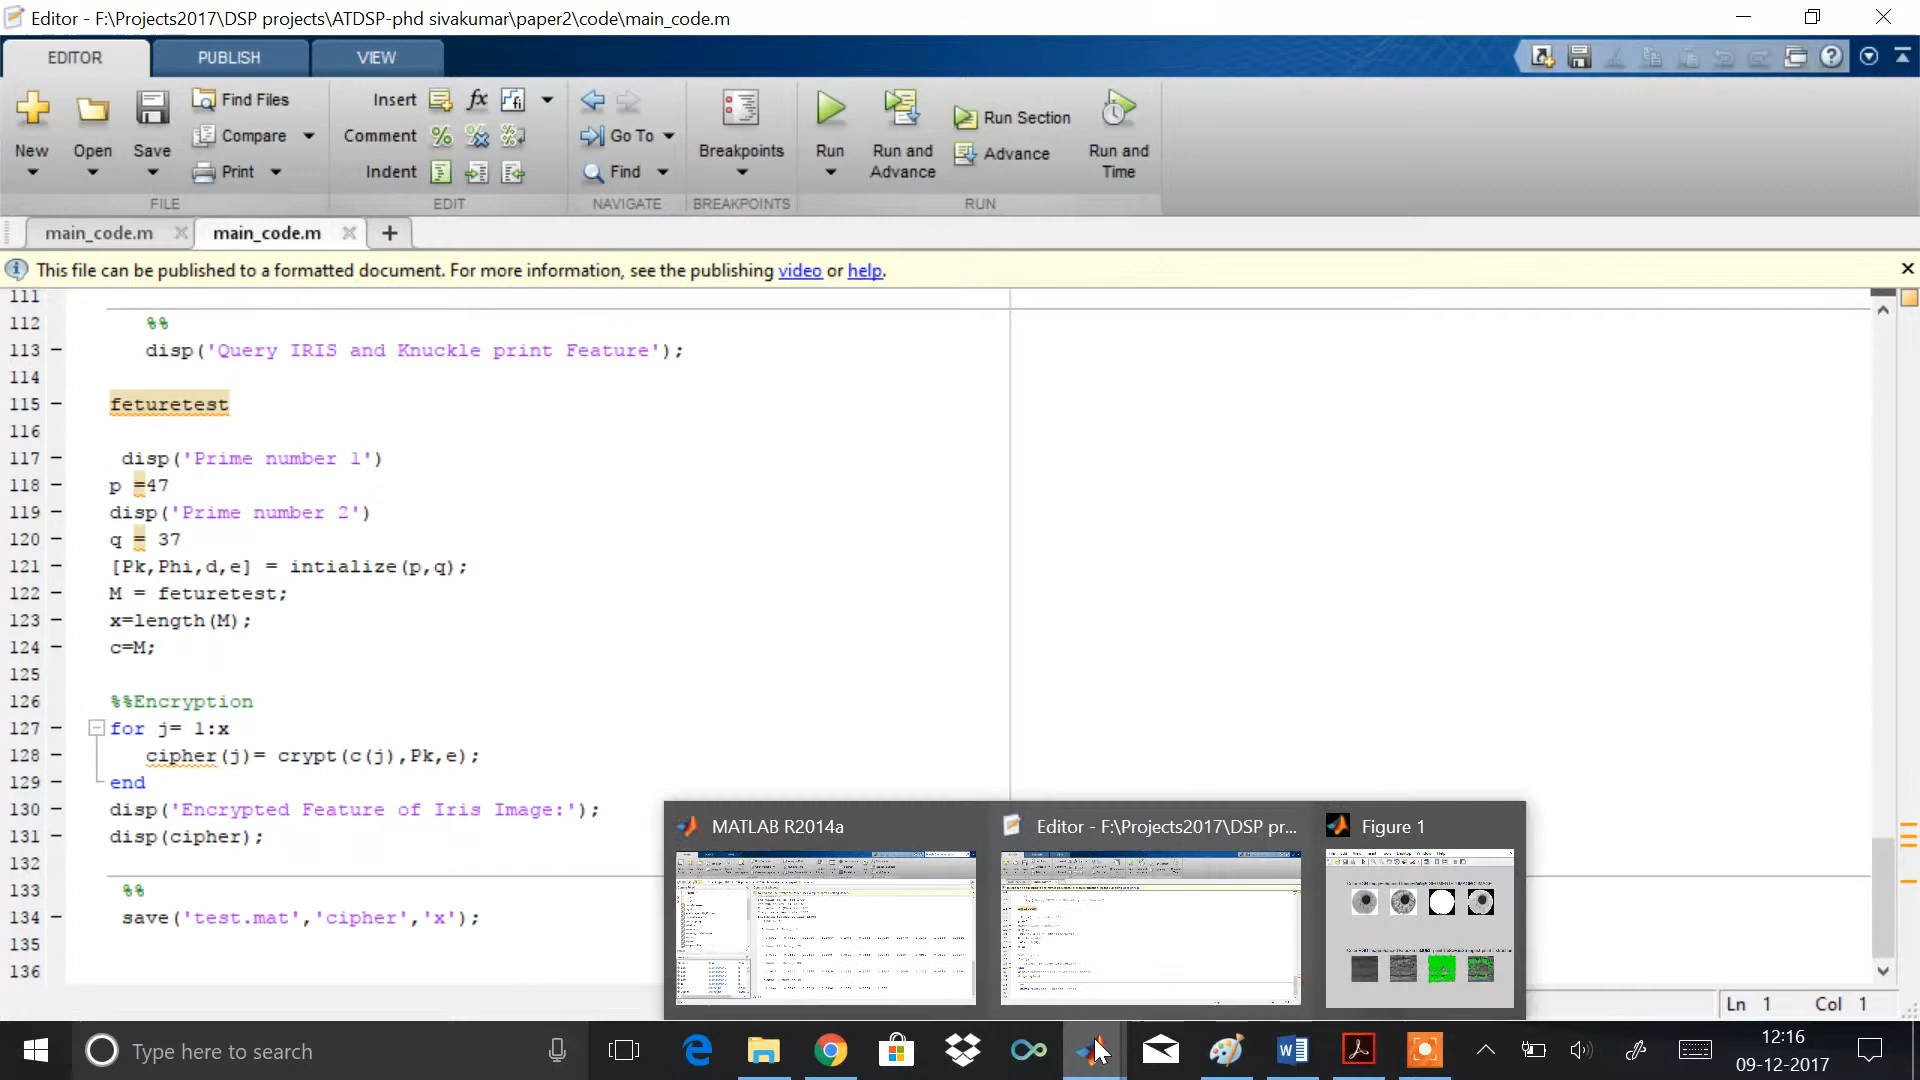 Editor - F:\Projects2017\DSP projects\ATDSP-phd sivakumar\paper2\code\main_code.m
EDITOR PUBLISH VIEW
New Open Save
Find Files
Compare
Print
FILE
Insert
Comment
Indent
EDIT
Go To
Find
NAVIGATE
Breakpoints
BREAKPOINTS
Run
Run and Advance
Run Section
Advance
Run and Time
RUN
main_code.m main_code.m
This file can be published to a formatted document. For more information, see the publishing video or help.
111
112 %%
113 disp('Query IRIS and Knuckle print Feature');
114
115 feturetest
116
117 disp('Prime number 1')
118 p =47
119 disp('Prime number 2')
120 q = 37
121 [Pk,Phi,d,e] = intialize(p,q);
122 M = feturetest;
123 x=length(M);
124 c=M;
125
126 %%Encryption
127 for j= 1:x
128 cipher(j)= crypt(c(j),Pk,e);
129 end
130 disp('Encrypted Feature of Iris Image:');
131 disp(cipher);
132
133 %%
134 save('test.mat','cipher','x');
135
136
MATLAB R2014a
Editor - F:\Projects2017\DSP pr...
Figure 1
Ln 1 Col 1
Type here to search
12:16
09-12-2017